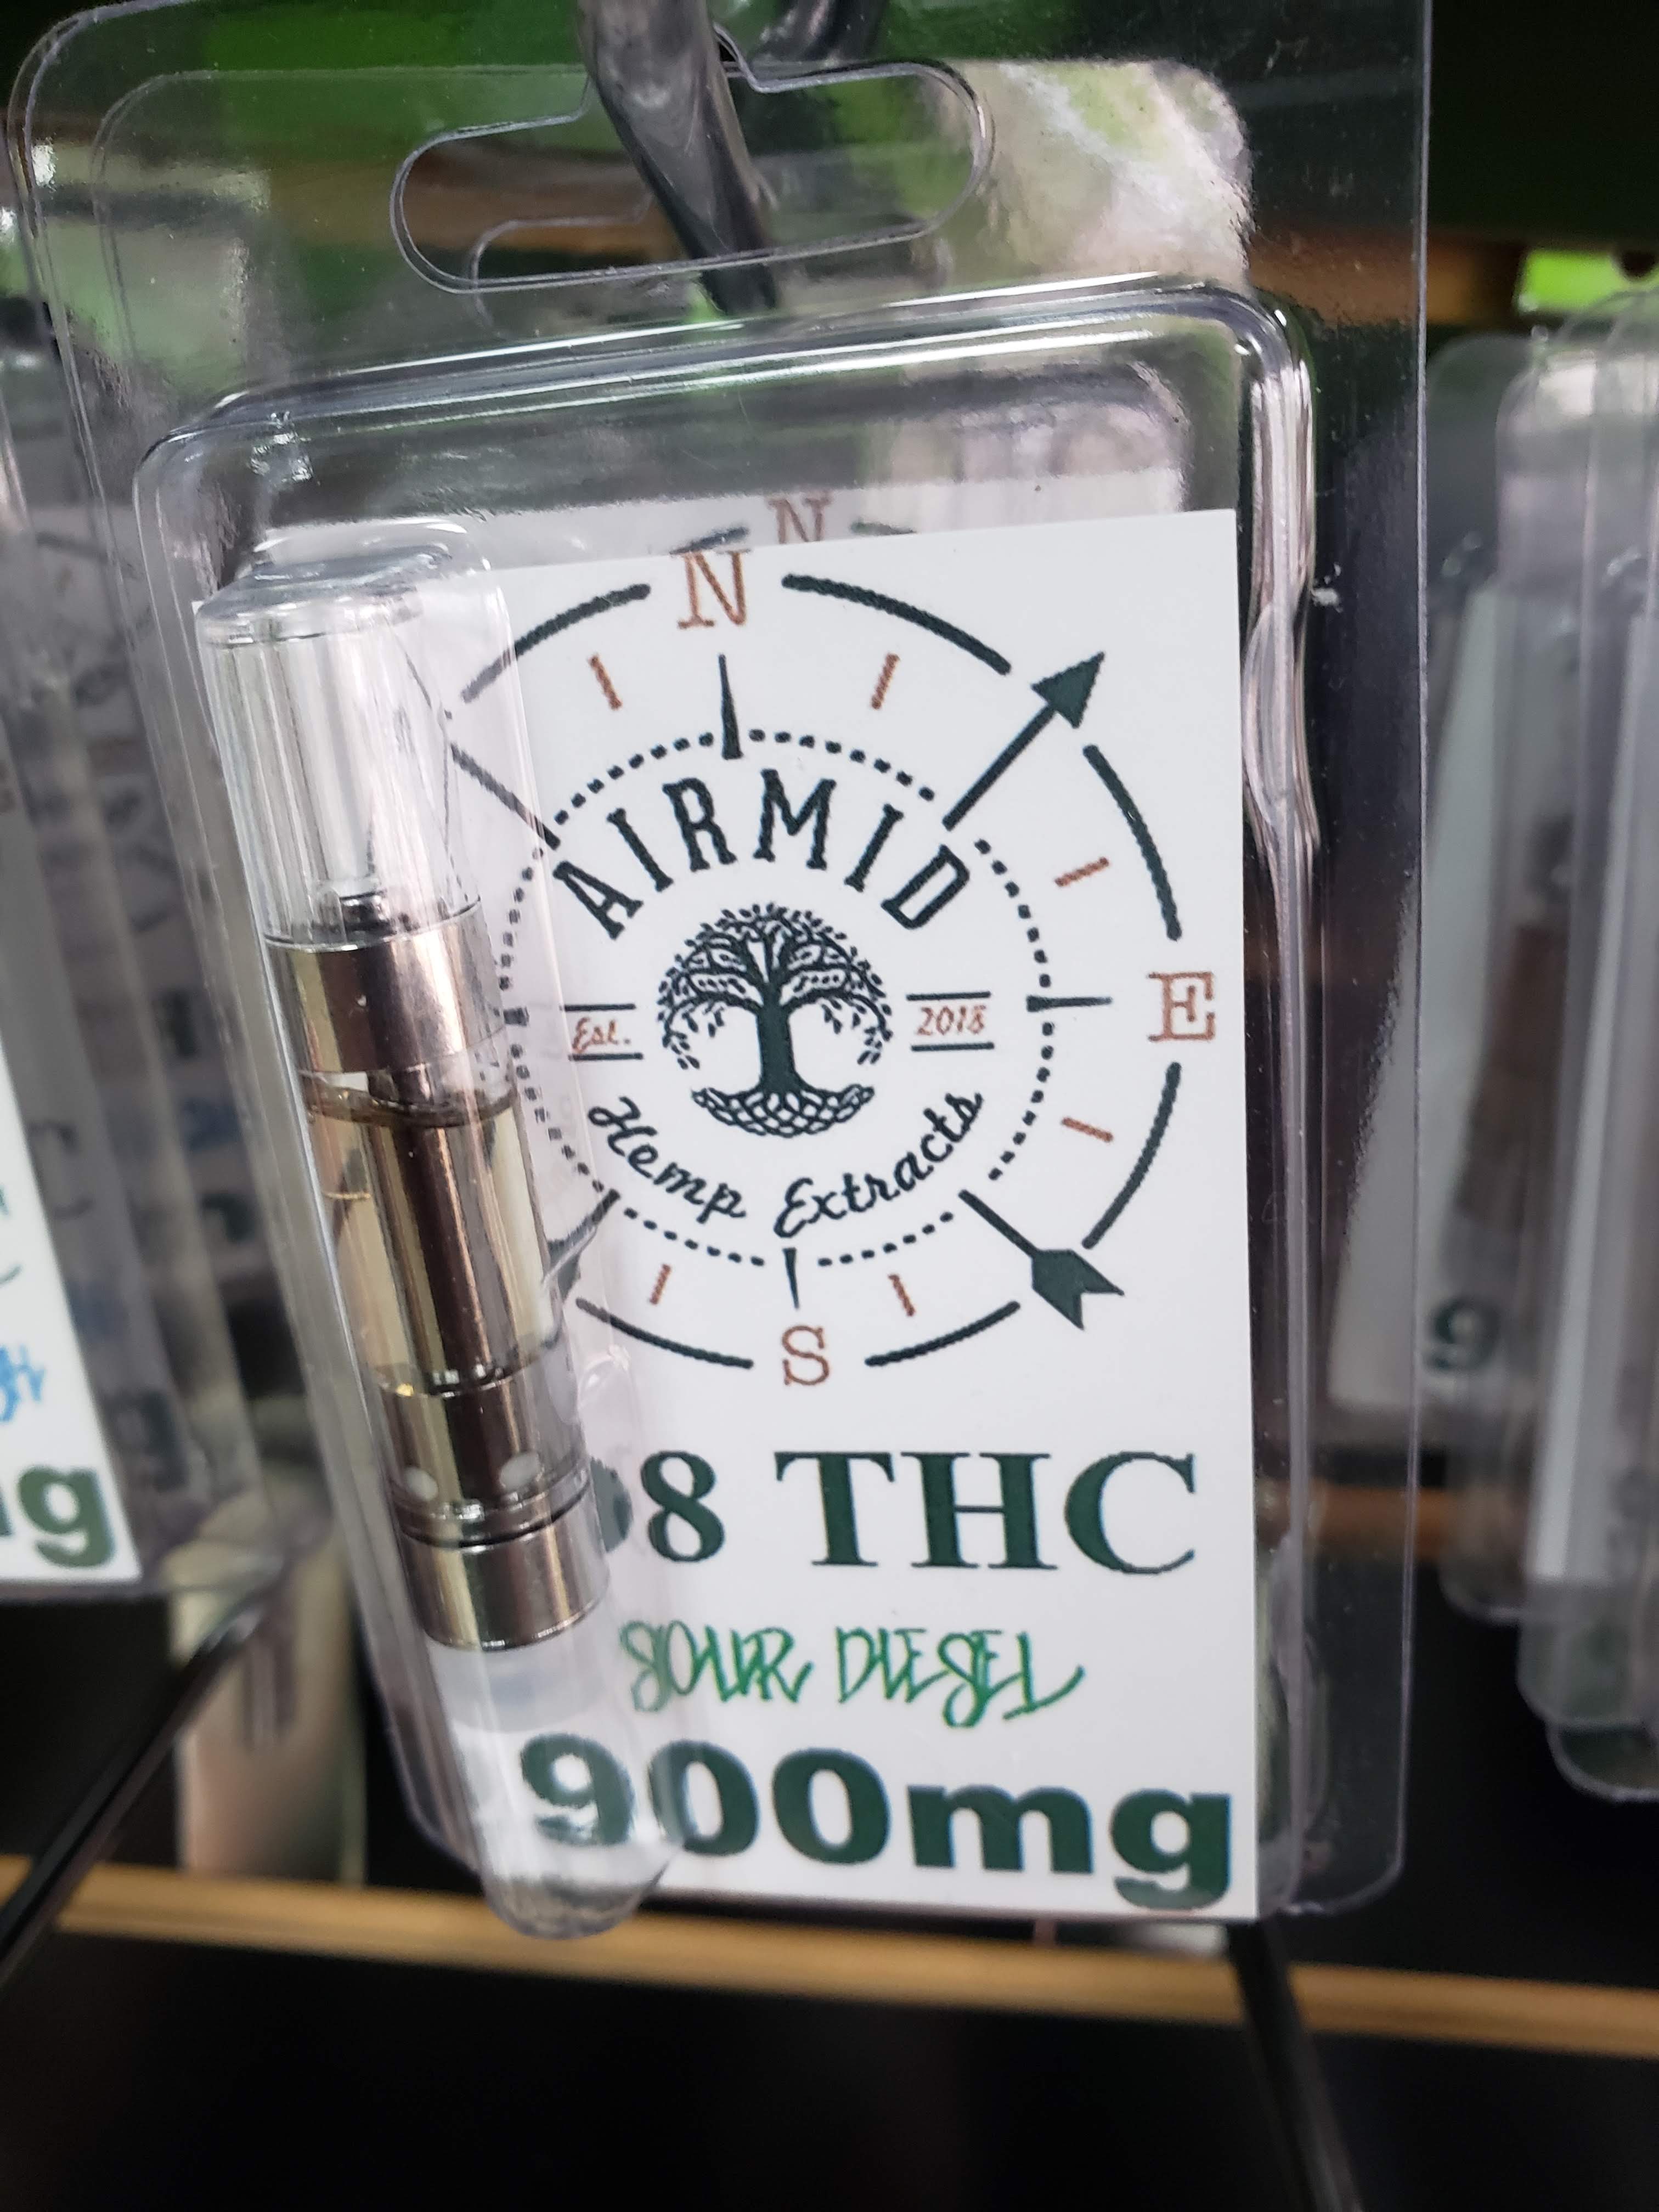 N
N
AIRMID
Est. 2018
E
Hemp Extracts
S
8 THC
SOUR DIESEL
900mg
g
g